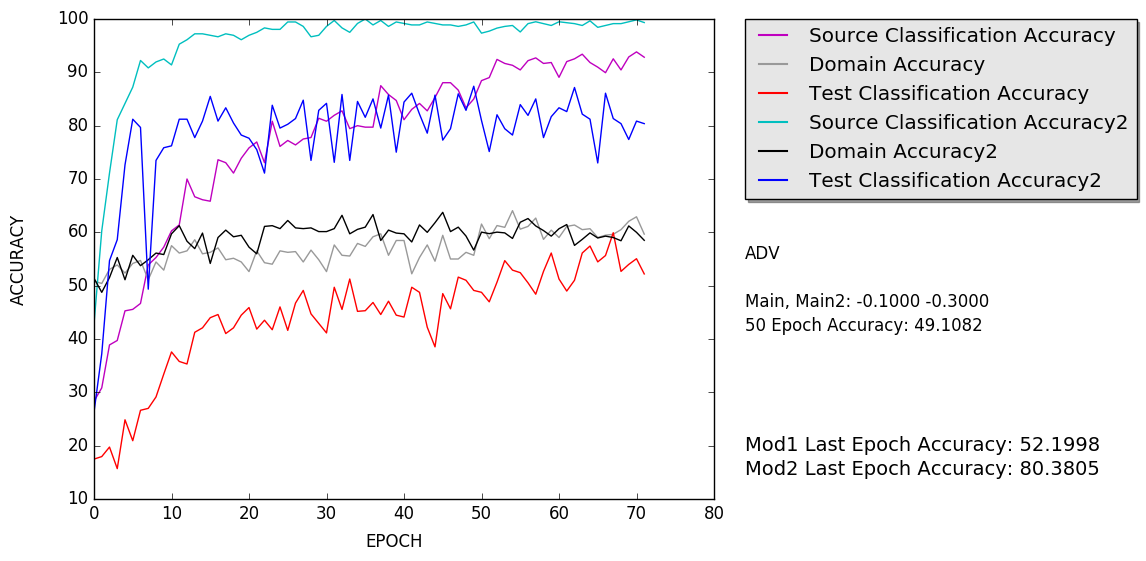 100
90
80
70
60
50
40
30
20
10
0 10 20 30 40 50 60 70 80
ACCURACY
EPOCH
Source Classification Accuracy
Domain Accuracy
Test Classification Accuracy
Source Classification Accuracy2
Domain Accuracy2
Test Classification Accuracy2
ADV
Main, Main2: -0.1000 -0.3000
50 Epoch Accuracy: 49.1082
Mod1 Last Epoch Accuracy: 52.1998
Mod2 Last Epoch Accuracy: 80.3805